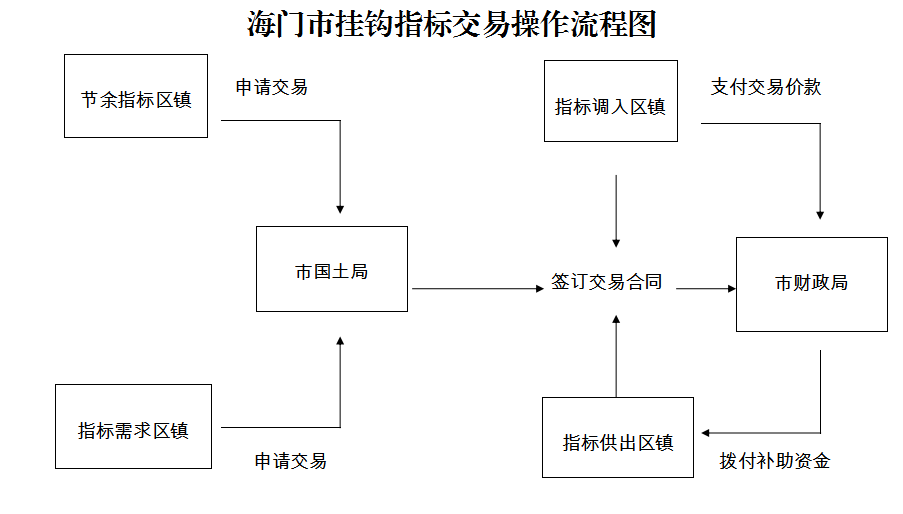 海门市挂钩指标交易操作流程图
节余指标区镇
申请交易
指标调入区镇
支付交易价款
市国土局
签订交易合同
市财政局
指标需求区镇
申请交易
指标供出区镇
拨付补助资金